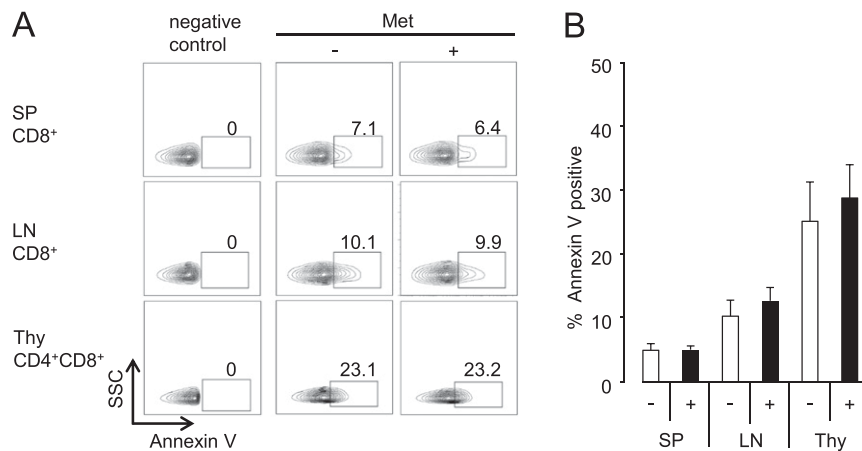 A
negative
control
Met
- +
SP
CD8⁺
0 7.1 6.4
LN
CD8⁺
0 10.1 9.9
Thy
CD4⁺CD8⁺
0 23.1 23.2
SSC
Annexin V
B
% Annexin V positive
50
40
30
20
10
0
- + - + - +
SP LN Thy